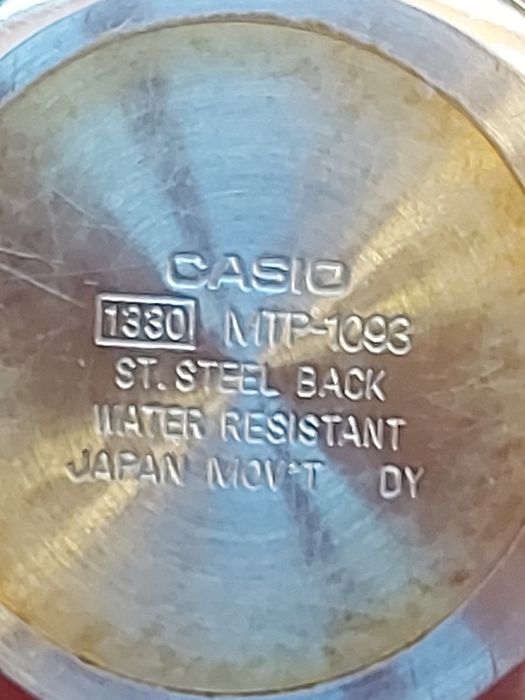 CASIO
1330 MTP-1093
ST. STEEL BACK
WATER RESISTANT
JAPAN MOV'T DY